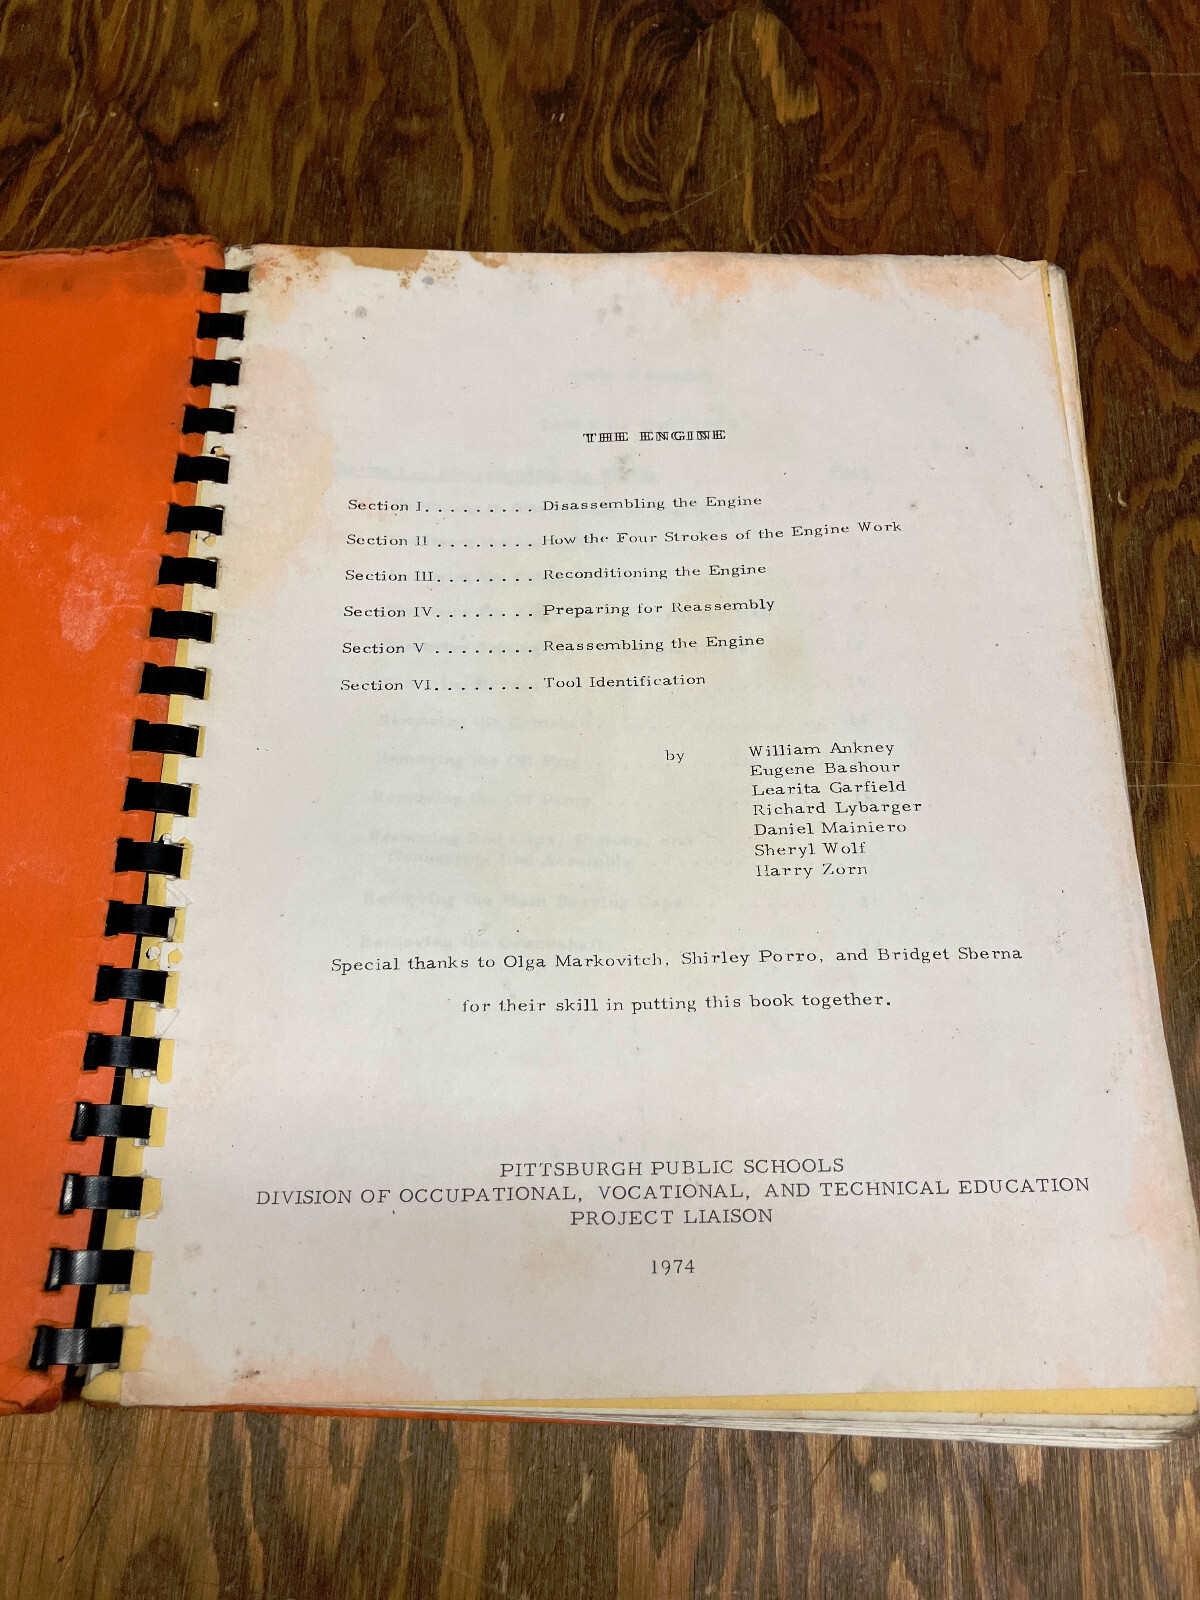 THE ENGINE
Section I. . . . . . . . . Disassembling the Engine
Section II . . . . . . . . How the Four Strokes of the Engine Work
Section III. . . . . . . . Reconditioning the Engine
Section IV. . . . . . . . Preparing for Reassembly
Section V . . . . . . . . Reassembling the Engine
Section VI. . . . . . . . Tool Identification
by William Ankney
Eugene Bashour
Learita Garfield
Richard Lybarger
Daniel Mainiero
Sheryl Wolf
Harry Zorn
Special thanks to Olga Markovitch, Shirley Porro, and Bridget Sberna
for their skill in putting this book together.
PITTSBURGH PUBLIC SCHOOLS
DIVISION OF OCCUPATIONAL, VOCATIONAL, AND TECHNICAL EDUCATION
PROJECT LIAISON
1974